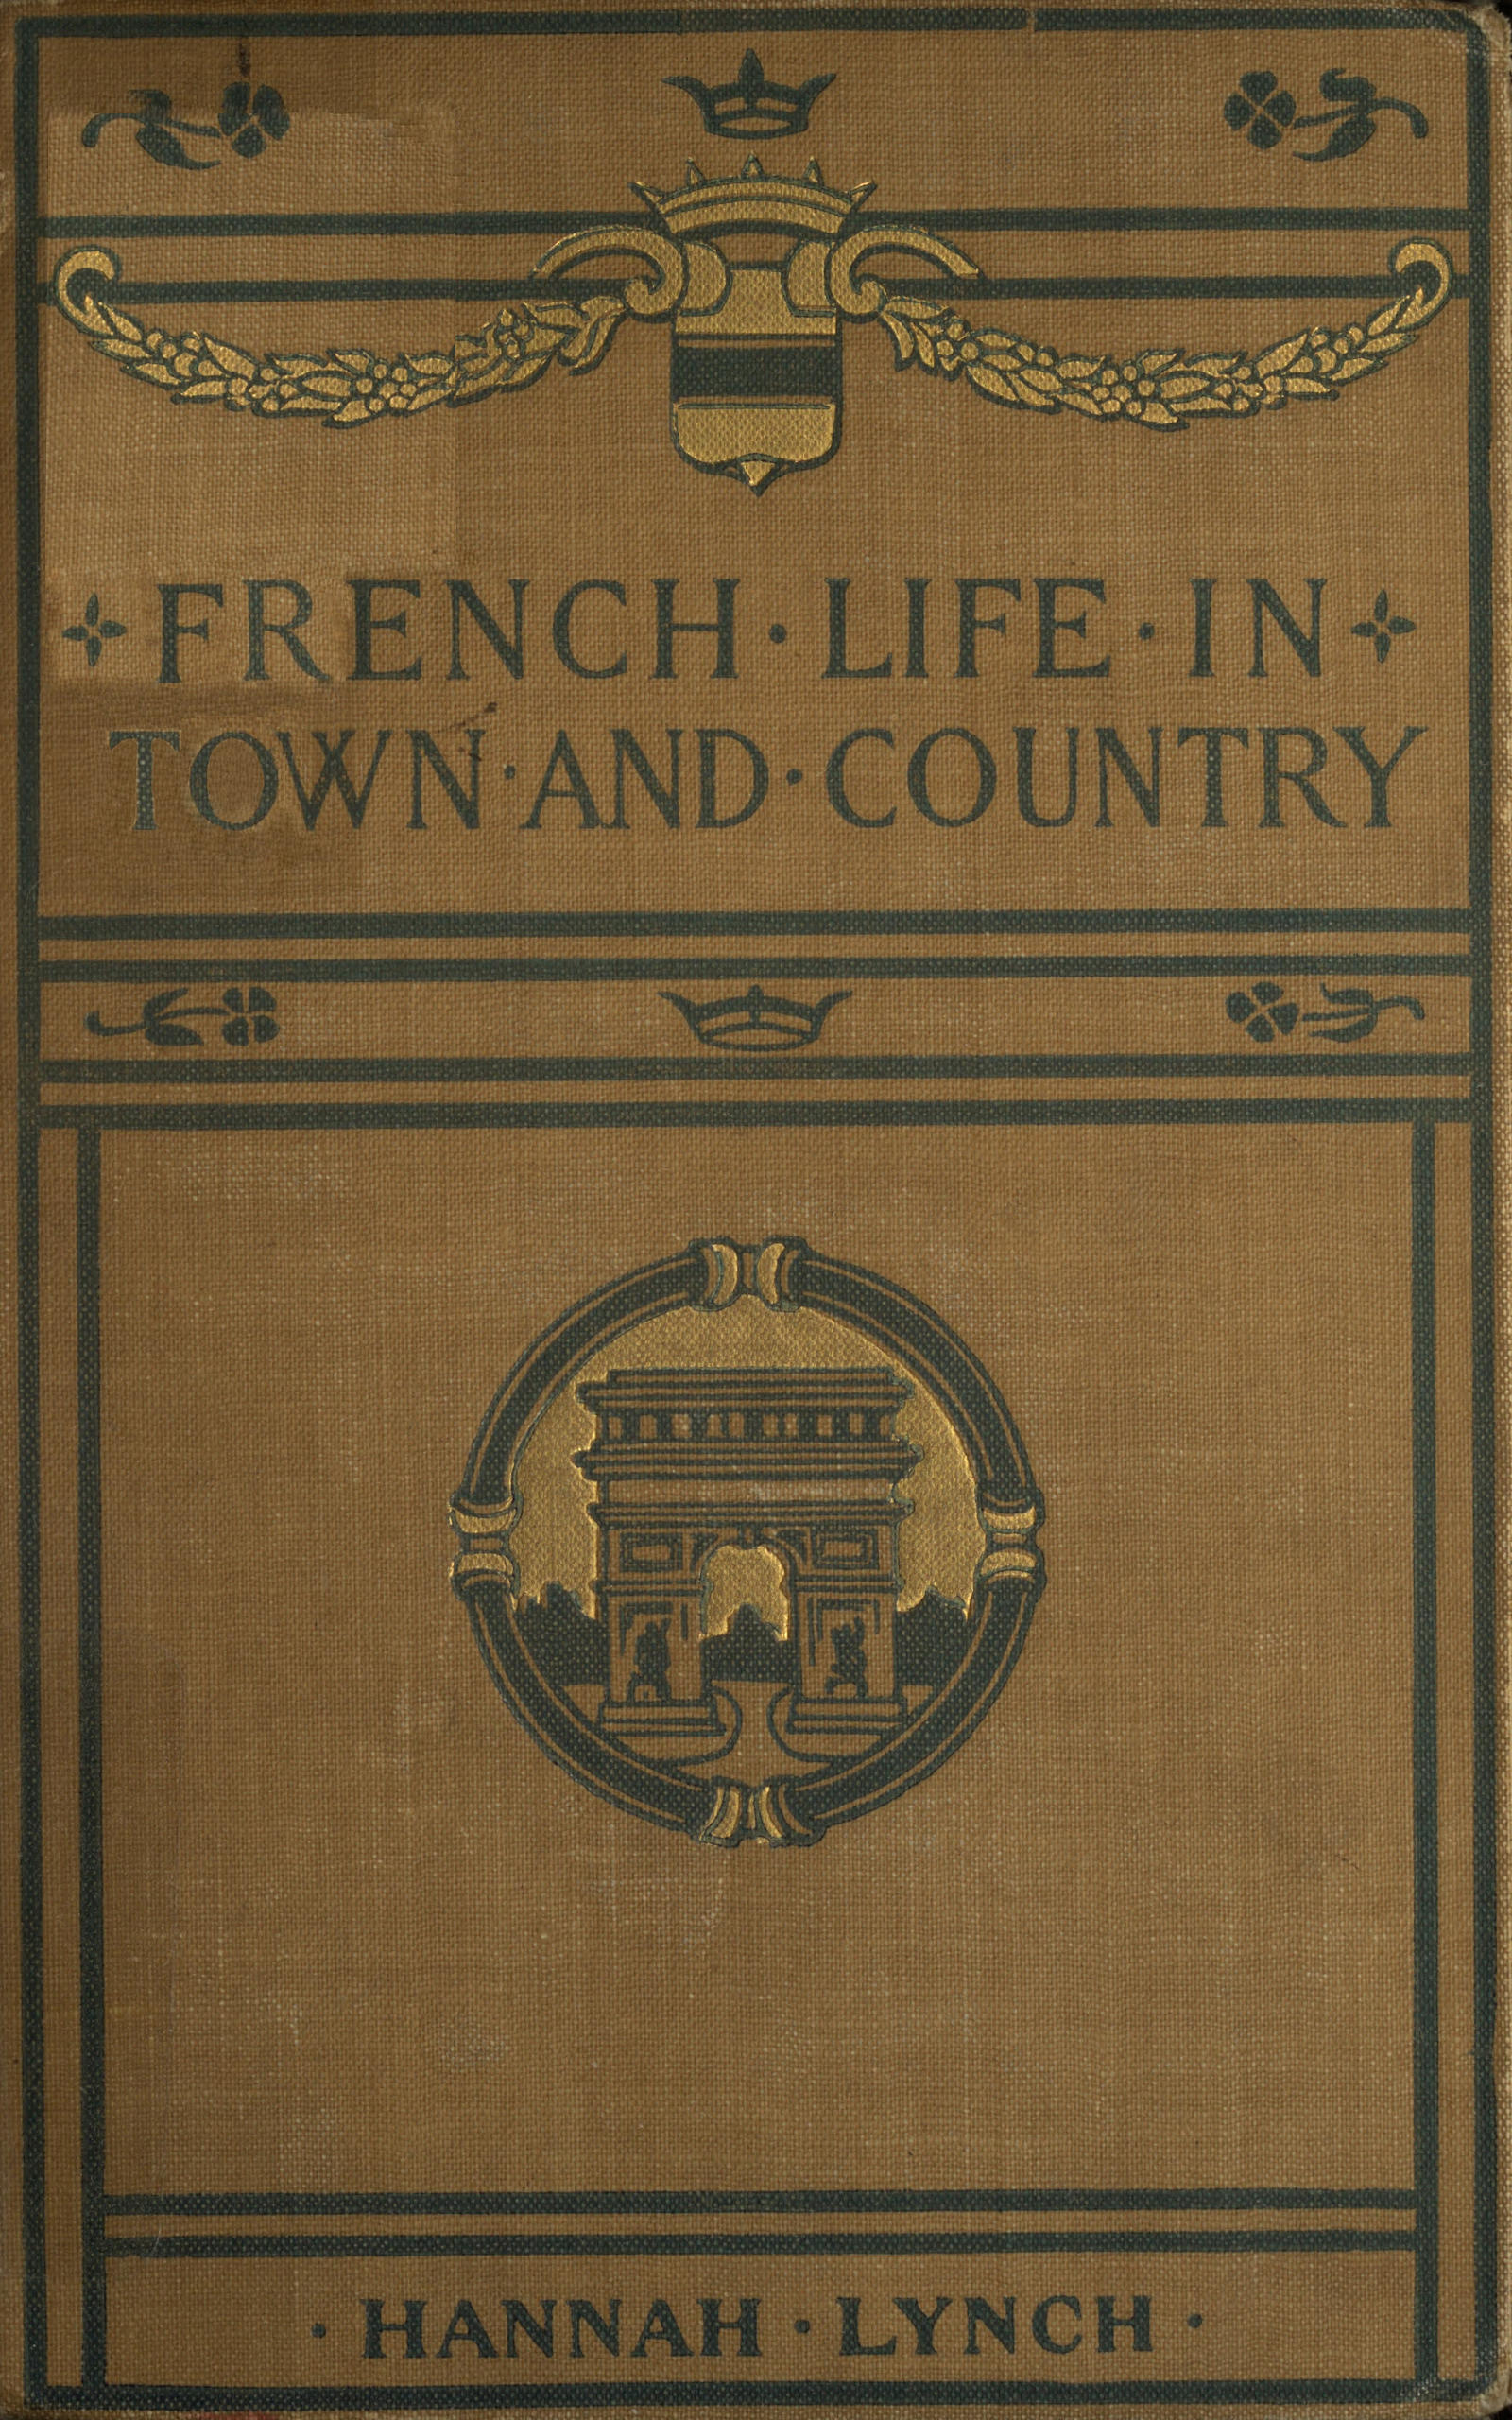 FRENCH · LIFE · IN
TOWN · AND · COUNTRY
· HANNAH · LYNCH ·